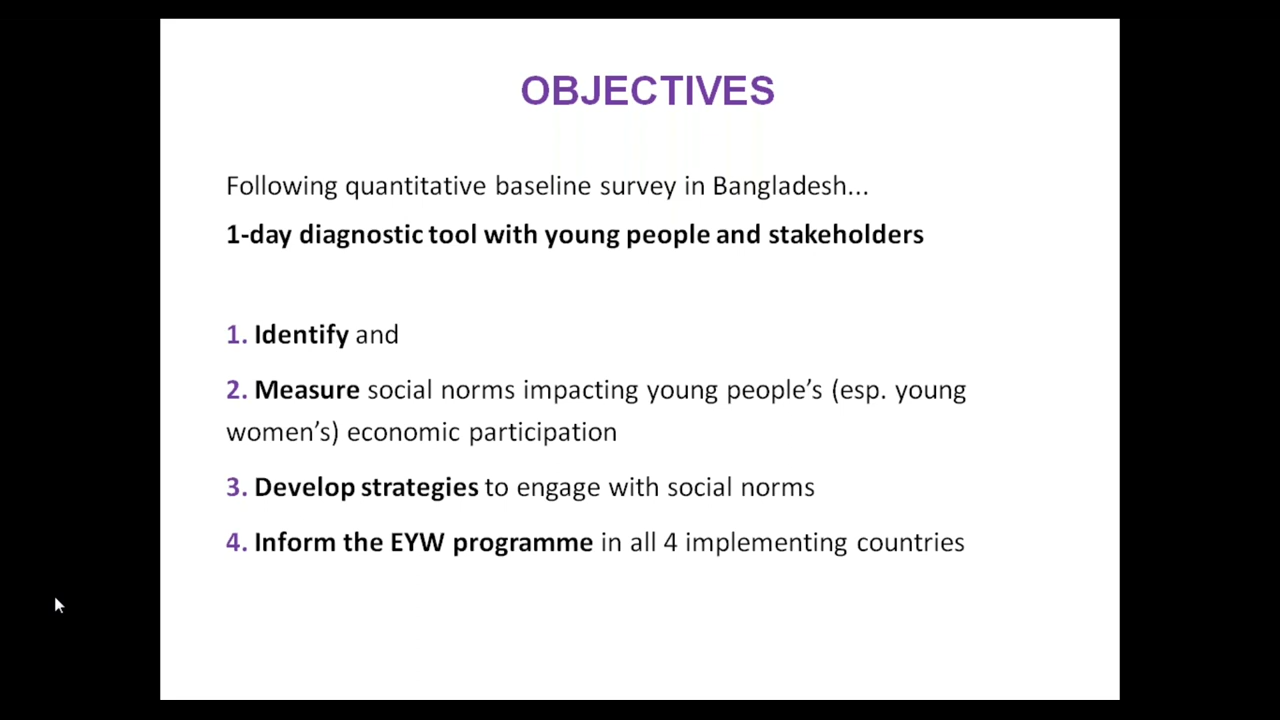 OBJECTIVES
Following quantitative baseline survey in Bangladesh...
1-day diagnostic tool with young people and stakeholders
1. Identify and
2. Measure social norms impacting young people’s (esp. young
women’s) economic participation
3. Develop strategies to engage with social norms
4. Inform the EYW programme in all 4 implementing countries